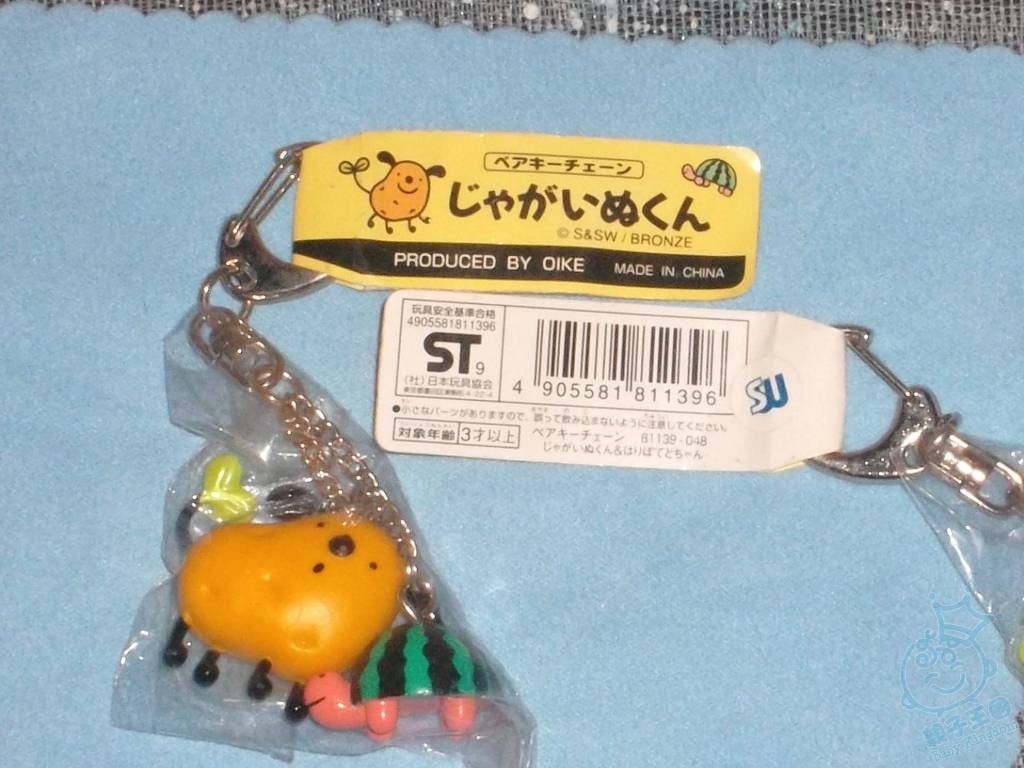 ペアキーチェーン
じゃがいぬくん
© S&SW / BRONZE
PRODUCED BY OIKE MADE IN CHINA
玩具安全基準合格
4905581811396
ST 9
(社)日本玩具協会
4 905581 811396
SU
●小さなパーツがありますので、誤って飲み込まないように注意してください。
対象年齢 3才以上
ペアキーチェーン 81139-048
じゃがいぬくん&はりぽてとちゃん